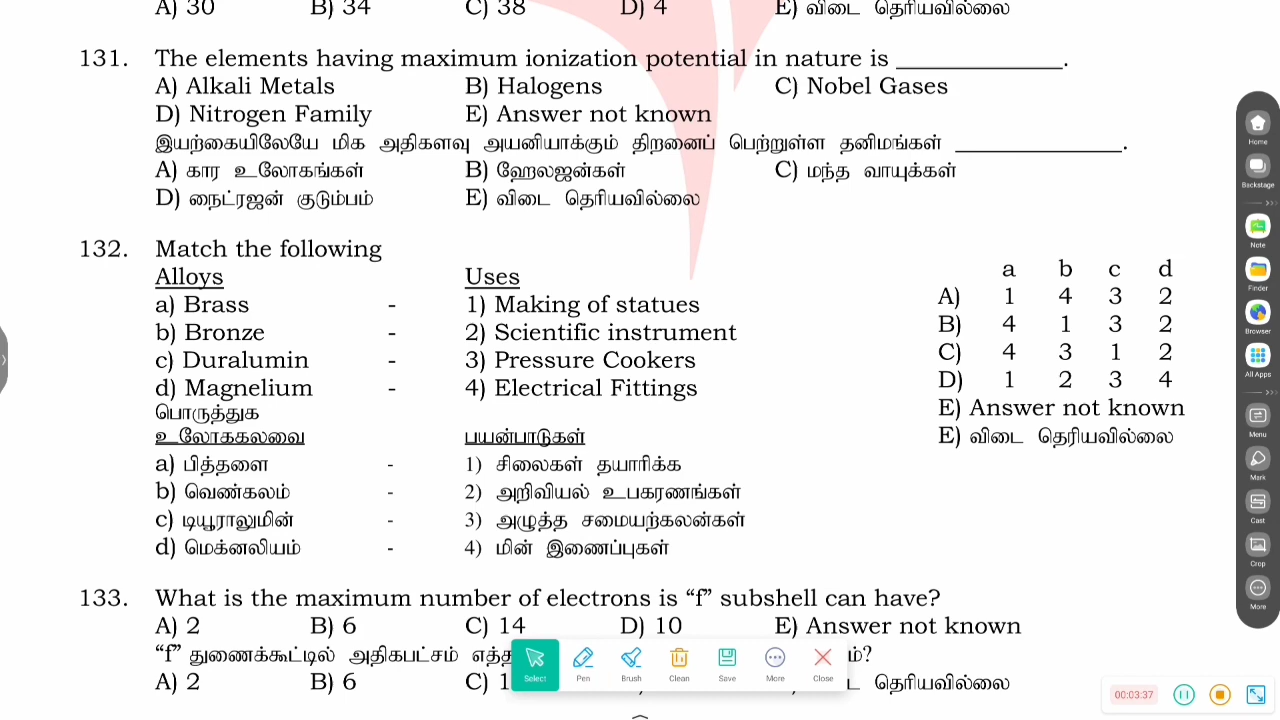 A) 30 B) 34 C) 38 D) 4 E) விடை தெரியவில்லை
131. The elements having maximum ionization potential in nature is ____________.
A) Alkali Metals B) Halogens C) Nobel Gases
D) Nitrogen Family E) Answer not known
இயற்கையிலேயே மிக அதிகளவு அயனியாக்கும் திறனைப் பெற்றுள்ள தனிமங்கள் ____________.
A) கார உலோகங்கள் B) ஹேலஜன்கள் C) மந்த வாயுக்கள்
D) நைட்ரஜன் குடும்பம் E) விடை தெரியவில்லை
132. Match the following
Alloys Uses
a) Brass - 1) Making of statues
b) Bronze - 2) Scientific instrument
c) Duralumin - 3) Pressure Cookers
d) Magnelium - 4) Electrical Fittings
a b c d
A) 1 4 3 2
B) 4 1 3 2
C) 4 3 1 2
D) 1 2 3 4
E) Answer not known
E) விடை தெரியவில்லை
பொருத்துக
உலோககலவை பயன்பாடுகள்
a) பித்தளை - 1) சிலைகள் தயாரிக்க
b) வெண்கலம் - 2) அறிவியல் உபகரணங்கள்
c) டியூராலுமின் - 3) அழுத்த சமையற்கலன்கள்
d) மெக்னலியம் - 4) மின் இணைப்புகள்
133. What is the maximum number of electrons is “f” subshell can have?
A) 2 B) 6 C) 14 D) 10 E) Answer not known
“f” துணைக்கூட்டில் அதிகபட்சம்
A) 2 B) 6 C) தெரியவில்லை
Home
Backstage
Note
Finder
Browser
All Apps
Menu
Mark
Cast
Crop
More
Select Pen Brush Clean Save More Close
00:03:37